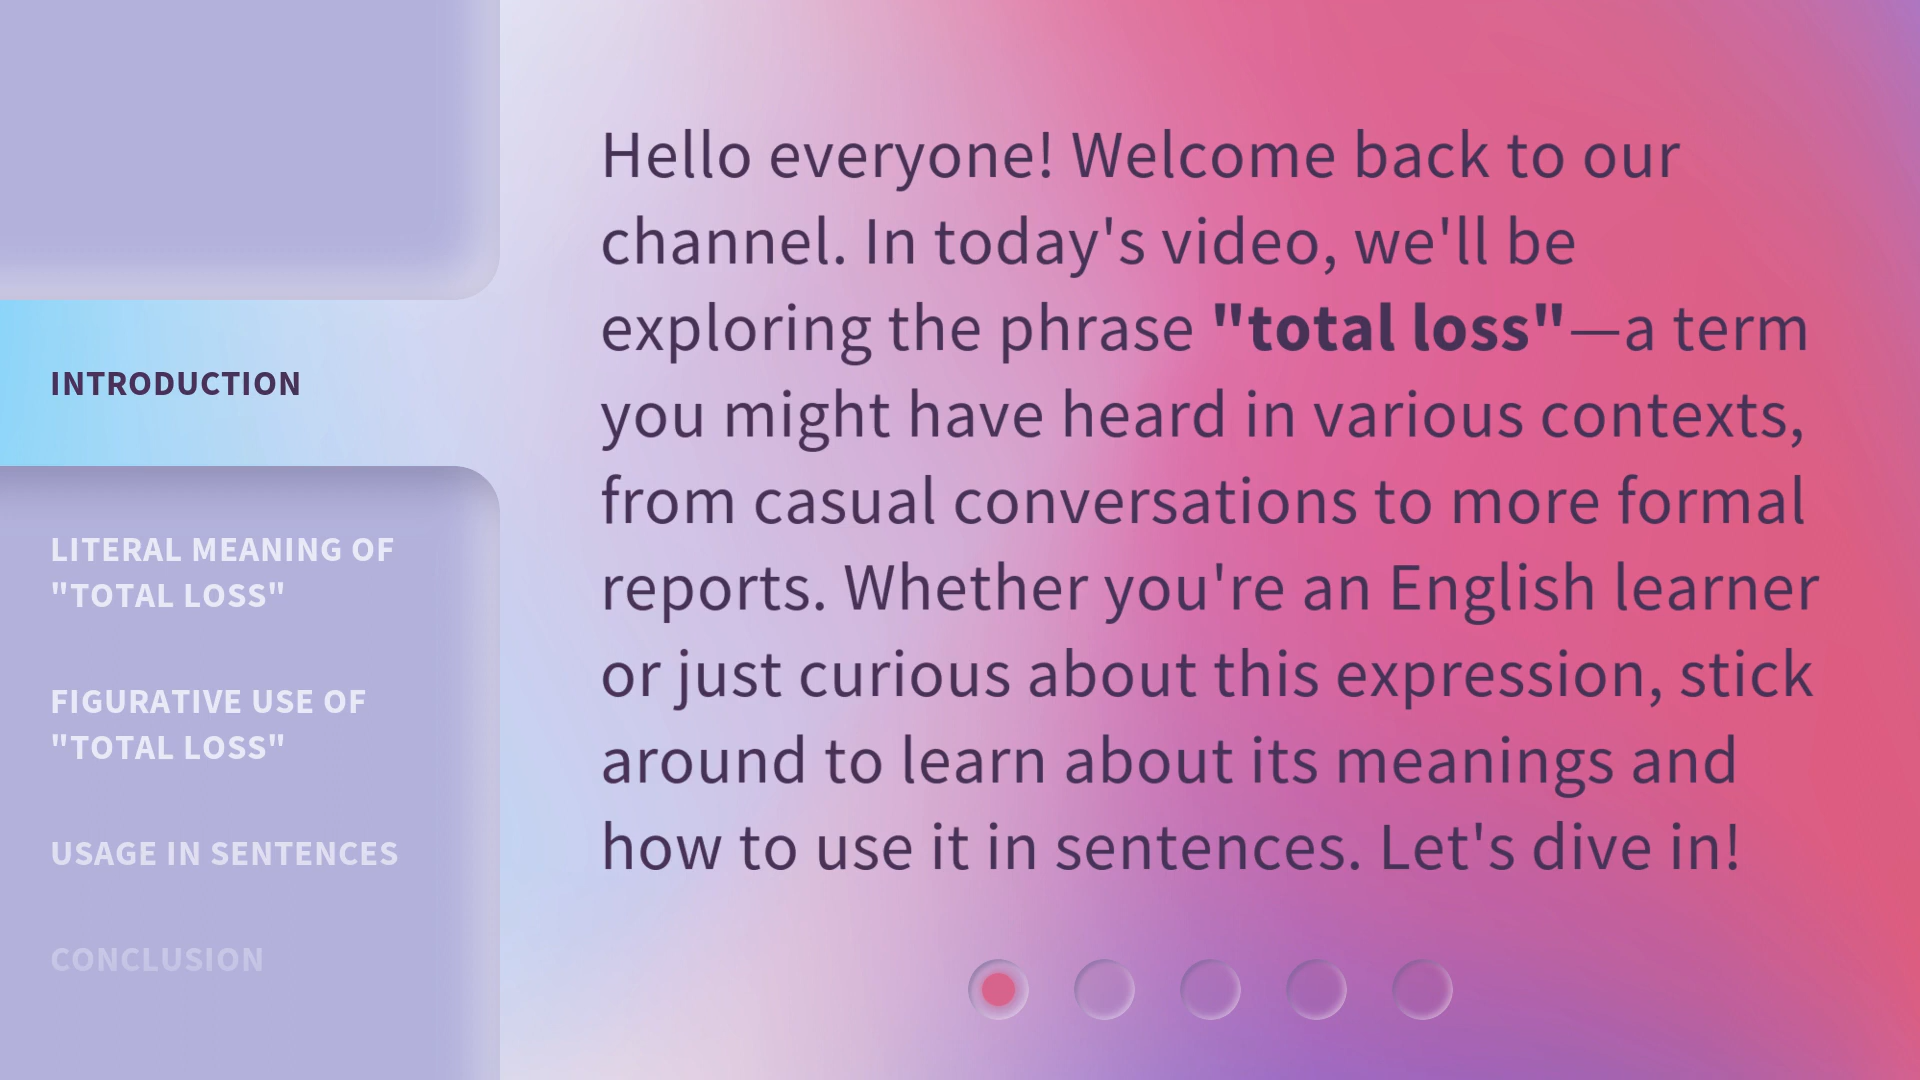 INTRODUCTION
LITERAL MEANING OF
"TOTAL LOSS"
FIGURATIVE USE OF
"TOTAL LOSS"
USAGE IN SENTENCES
CONCLUSION
Hello everyone! Welcome back to our
channel. In today's video, we'll be
exploring the phrase "total loss"—a term
you might have heard in various contexts,
from casual conversations to more formal
reports. Whether you're an English learner
or just curious about this expression, stick
around to learn about its meanings and
how to use it in sentences. Let's dive in!